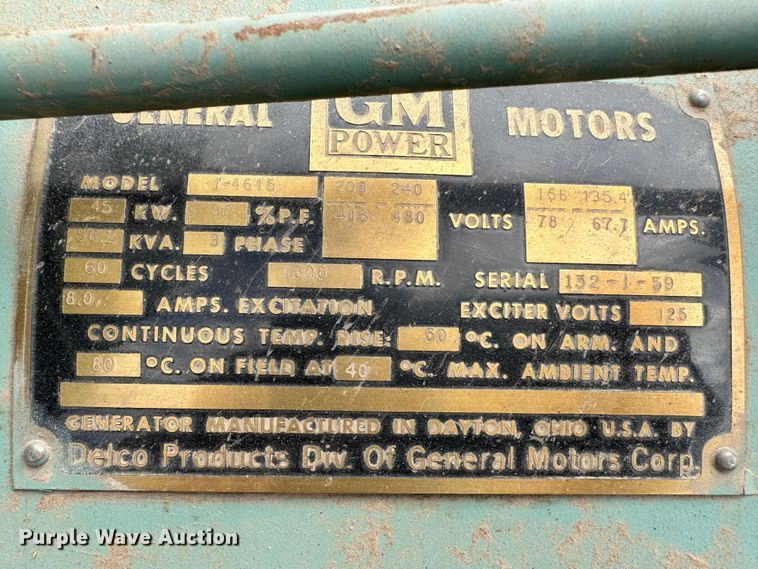 GENERAL GM POWER MOTORS
MODEL 1-4615 208 240 156 135.4
45 KW. 80 % P.F. 416 480 VOLTS 78 67.7 AMPS.
KVA. 3 PHASE
60 CYCLES 1800 R.P.M. SERIAL 132-1-59
8.0 AMPS. EXCITATION EXCITER VOLTS 125
CONTINUOUS TEMP. RISE: 60 °C. ON ARM. AND
80 °C. ON FIELD AT 40 °C. MAX. AMBIENT TEMP.
GENERATOR MANUFACTURED IN DAYTON, OHIO U.S.A. BY
Delco Products Div. Of General Motors Corp.
Purple Wave Auction